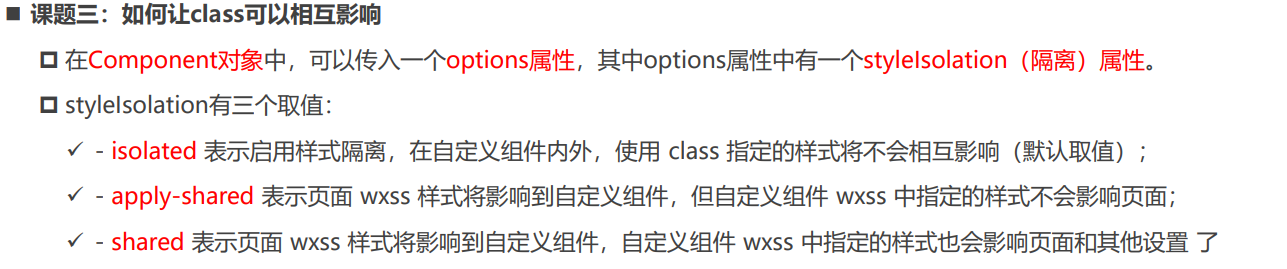 ■ 课题三：如何让class可以相互影响
在Component对象中，可以传入一个options属性，其中options属性中有一个styleIsolation（隔离）属性。
styleIsolation有三个取值：
✓ - isolated 表示启用样式隔离，在自定义组件内外，使用 class 指定的样式将不会相互影响（默认取值）；
✓ - apply-shared 表示页面 wxss 样式将影响到自定义组件，但自定义组件 wxss 中指定的样式不会影响页面；
✓ - shared 表示页面 wxss 样式将影响到自定义组件，自定义组件 wxss 中指定的样式也会影响页面和其他设置 了